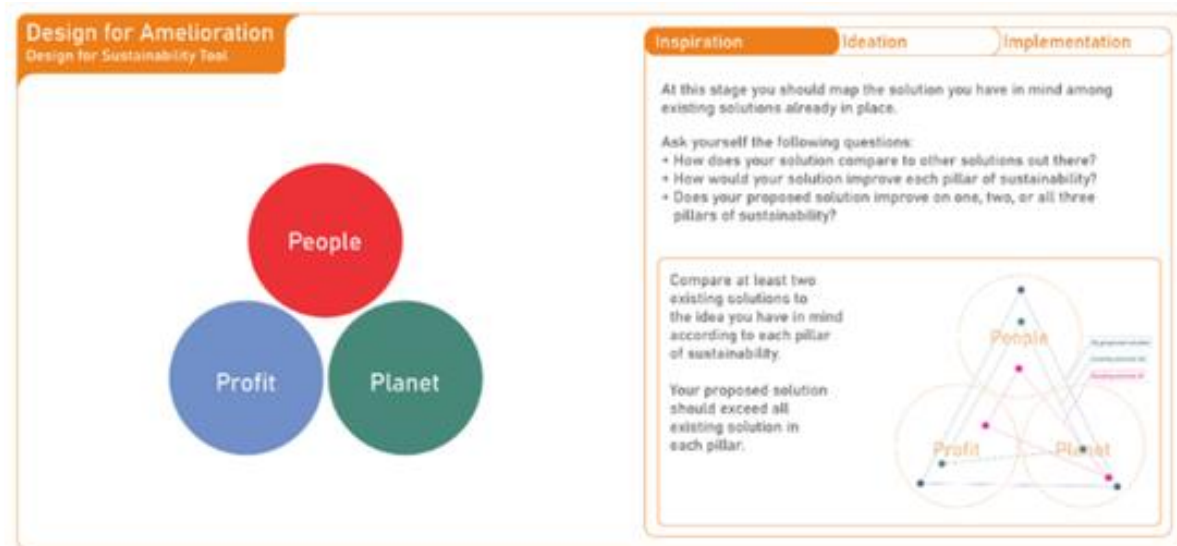 Design for Amelioration
Design for Sustainability Tool
People
Profit
Planet
Inspiration
Ideation
Implementation
At this stage you should map the solution you have in mind among
existing solutions already in place.
Ask yourself the following questions:
+ How does your solution compare to other solutions out there?
+ How would your solution improve each pillar of sustainability?
+ Does your proposed solution improve on one, two, or all three
pillars of sustainability?
Compare at least two
existing solutions to
the idea you have in mind
according to each pillar
of sustainability.
Your proposed solution
should exceed all
existing solution in
each pillar.
People
Profit
Planet